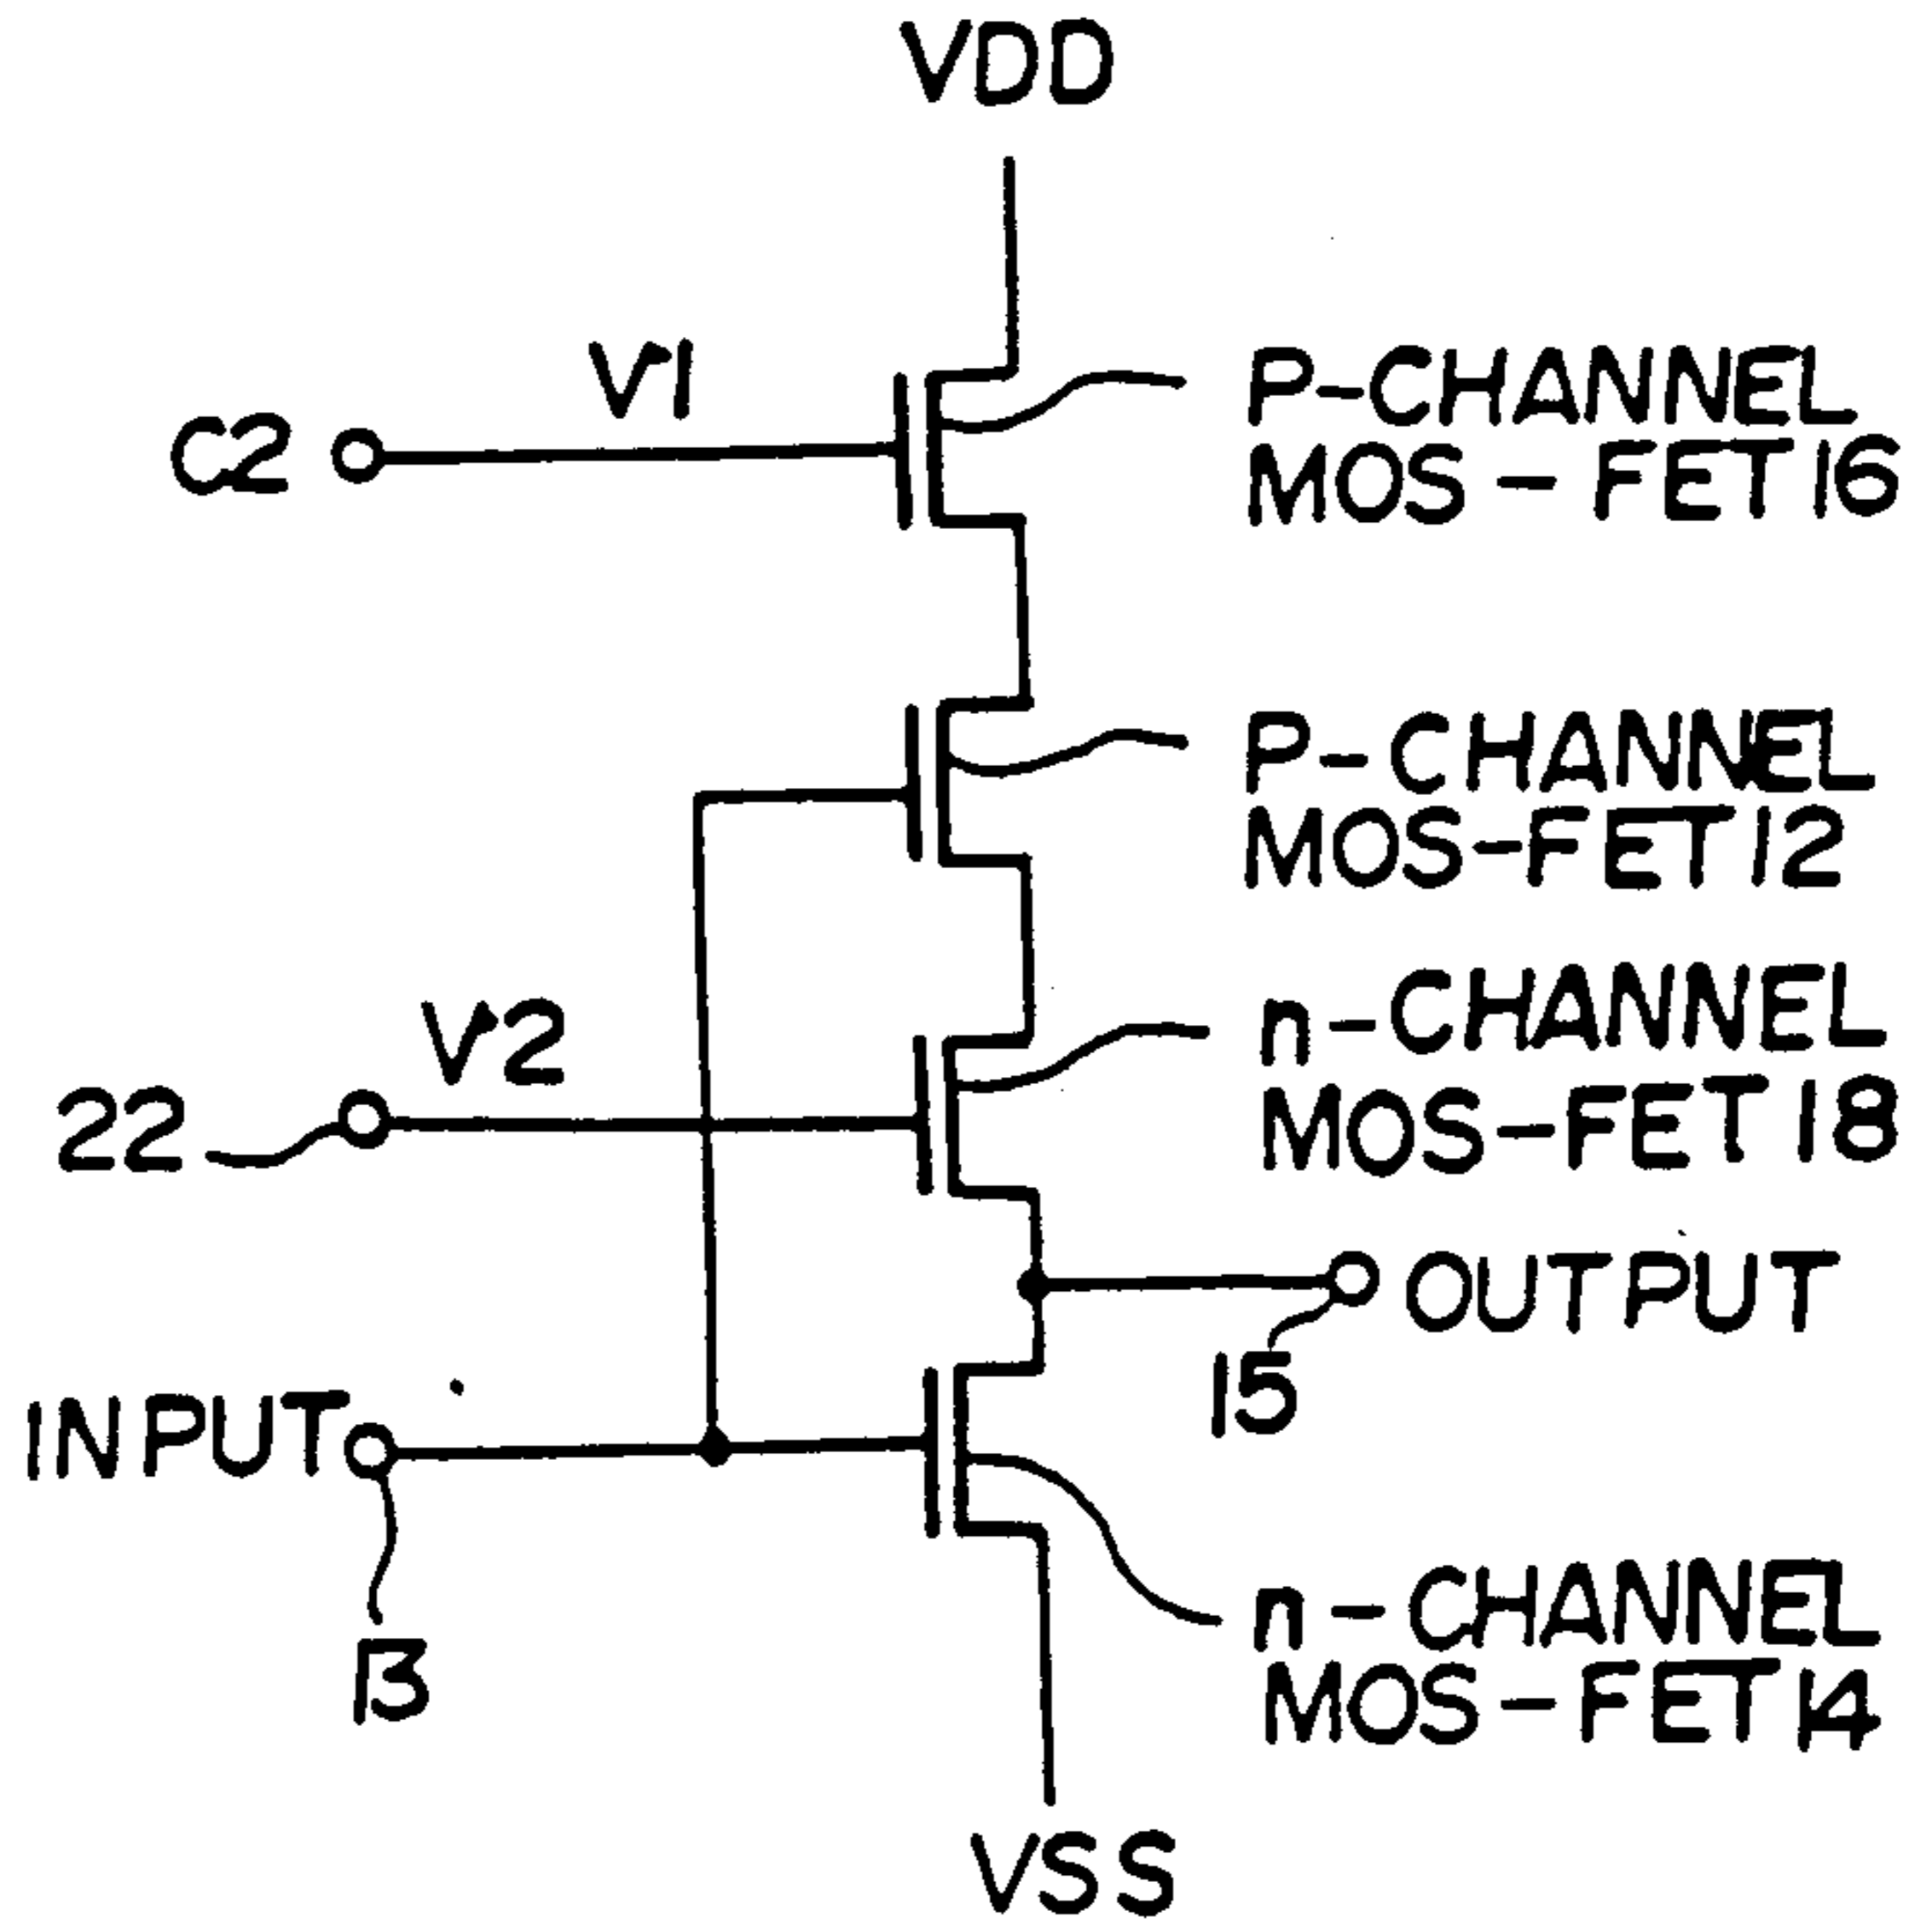 VDD
V1
C2
P-CHANNEL
MOS-FET16
P-CHANNEL
MOS-FET12
V2
22
n-CHANNEL
MOS-FET18
OUTPUT
15
INPUT
13
n-CHANNEL
MOS-FET14
VSS